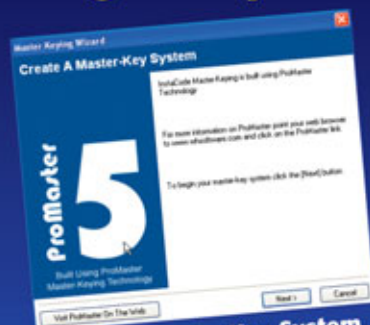 Master Keying Wizard
Create A Master-Key System
InstaCode Master-Keying is built using ProMaster
Technology
For more information on ProMaster point your web browser
to www.whsoftware.com and click on the ProMaster link.
To begin your master-key system click the [Next] button.
ProMaster
5
Built Using ProMaster
Master-Keying Technology
Visit ProMaster On The Web
Next >
Cancel
System